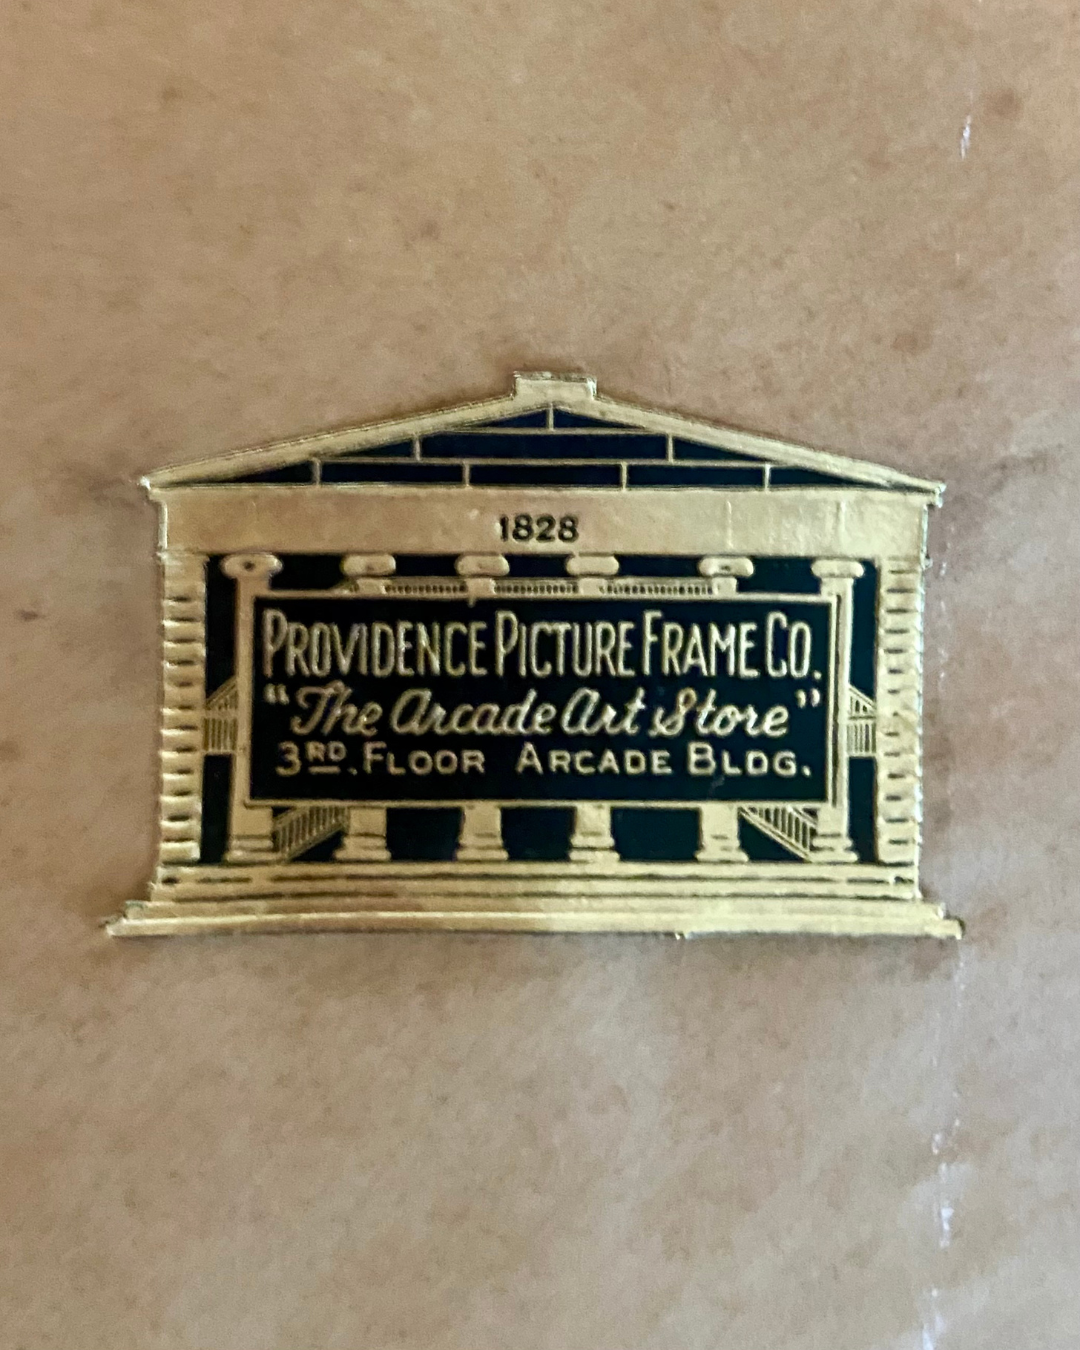 1828
PROVIDENCE PICTURE FRAME CO.
"The Arcade Art Store"
3RD. FLOOR ARCADE BLDG.